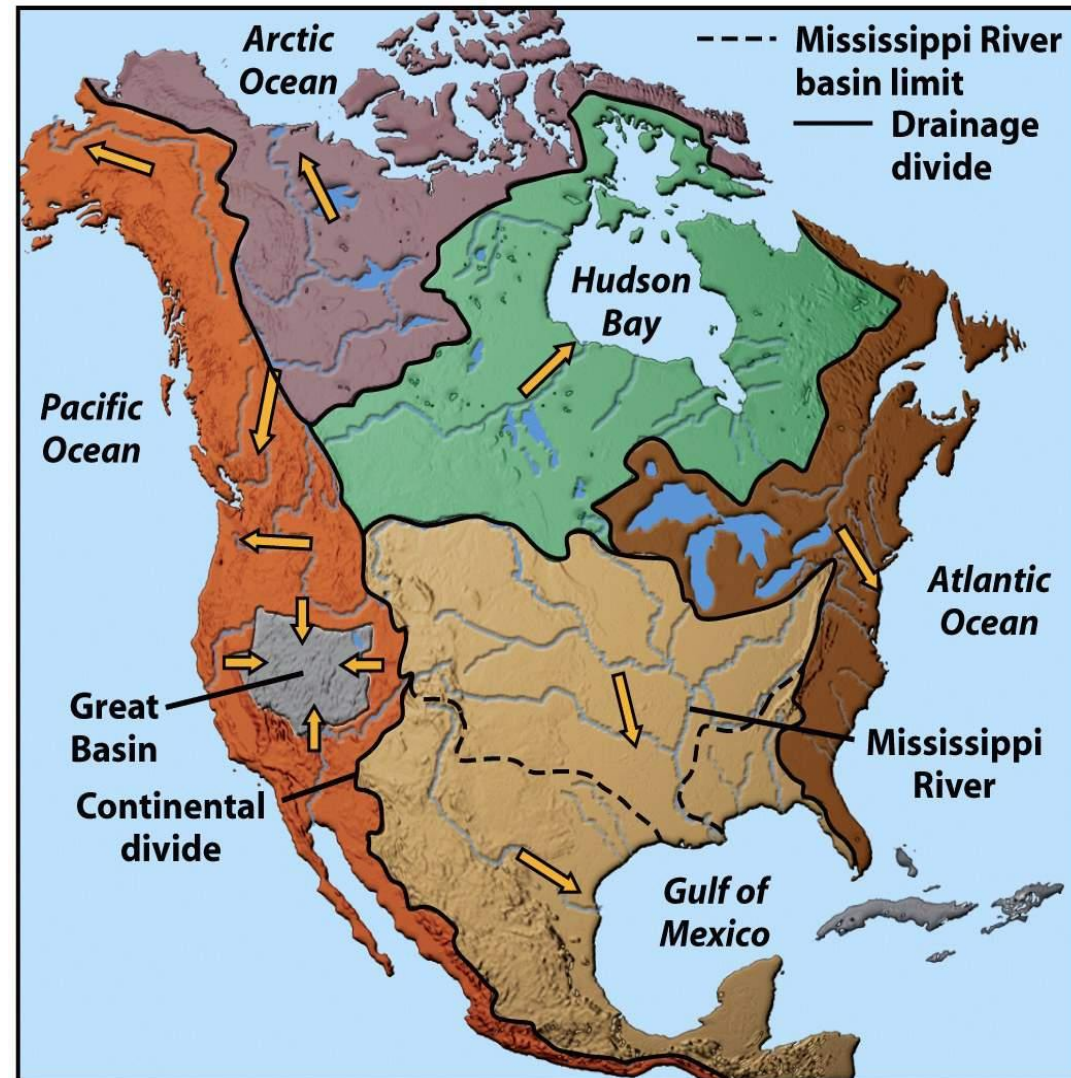 Arctic
Ocean
Mississippi River
basin limit
Drainage
divide
Hudson
Bay
Pacific
Ocean
Atlantic
Ocean
Great
Basin
Mississippi
River
Continental
divide
Gulf of
Mexico